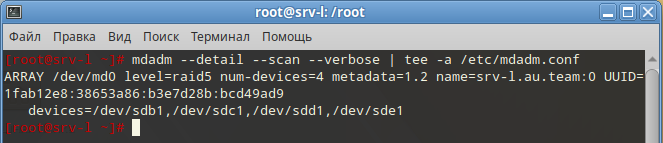 root@srv-l: /root
Файл Правка Вид Поиск Терминал Помощь
[root@srv-l ~]# mdadm --detail --scan --verbose | tee -a /etc/mdadm.conf
ARRAY /dev/md0 level=raid5 num-devices=4 metadata=1.2 name=srv-l.au.team:0 UUID=
1fab12e8:38653a86:b3e7d28b:bcd49ad9
devices=/dev/sdb1,/dev/sdc1,/dev/sdd1,/dev/sde1
[root@srv-l ~]#